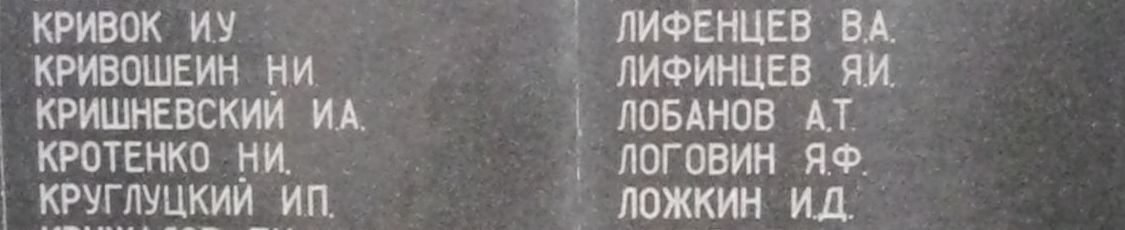 КРИВОК И.У
КРИВОШЕИН Н.И
КРИШНЕВСКИЙ И.А.
КРОТЕНКО Н.И.
КРУГЛУЦКИЙ И.П.
ЛИФЕНЦЕВ В.А.
ЛИФИНЦЕВ Я.И.
ЛОБАНОВ А.Т.
ЛОГОВИН Я.Ф.
ЛОЖКИН И.Д.